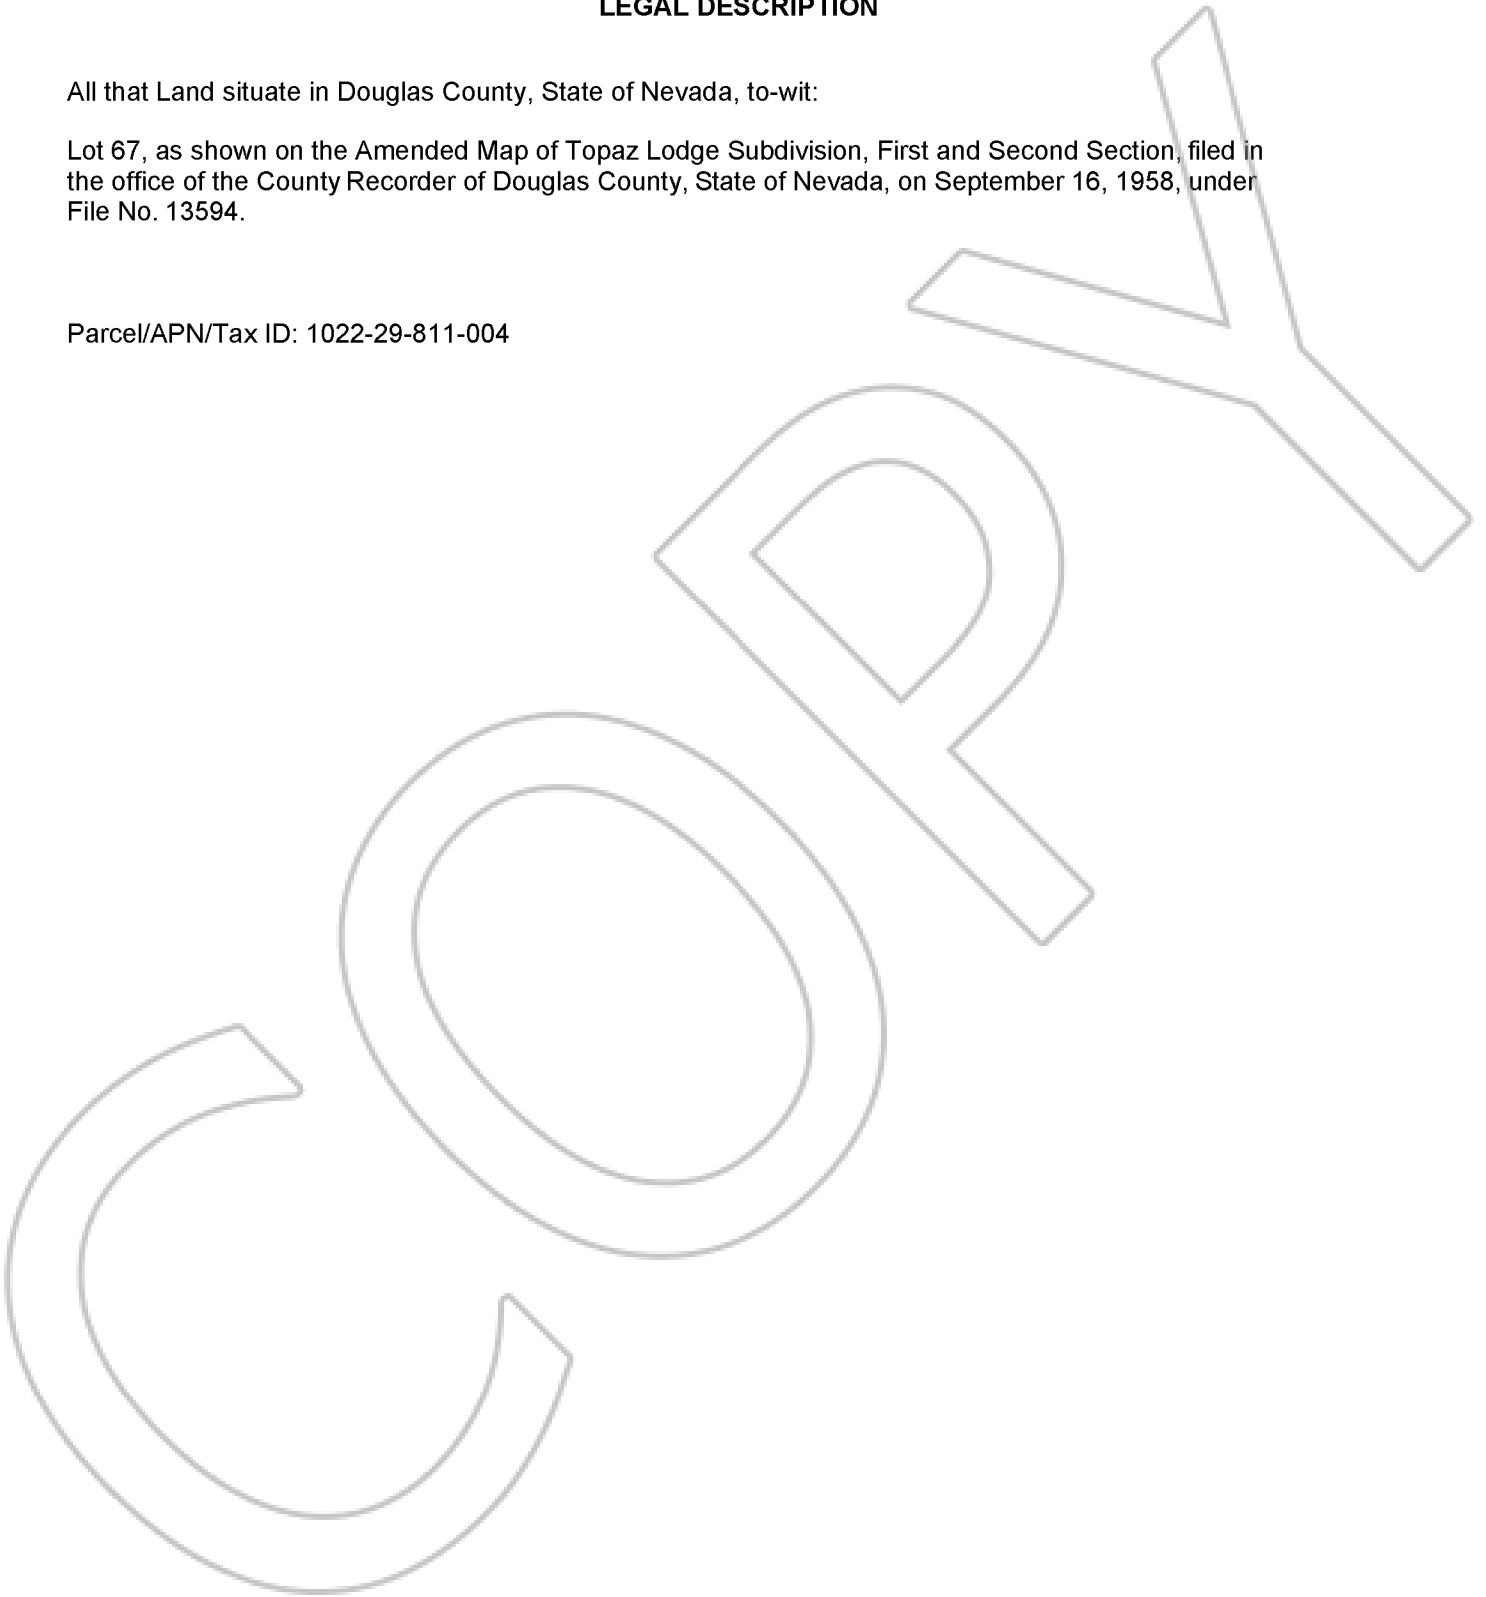 LEGAL DESCRIPTION
All that Land situate in Douglas County, State of Nevada, to-wit:
Lot 67, as shown on the Amended Map of Topaz Lodge Subdivision, First and Second Section, filed in
the office of the County Recorder of Douglas County, State of Nevada, on September 16, 1958, under
File No. 13594.
Parcel/APN/Tax ID: 1022-29-811-004
COPY